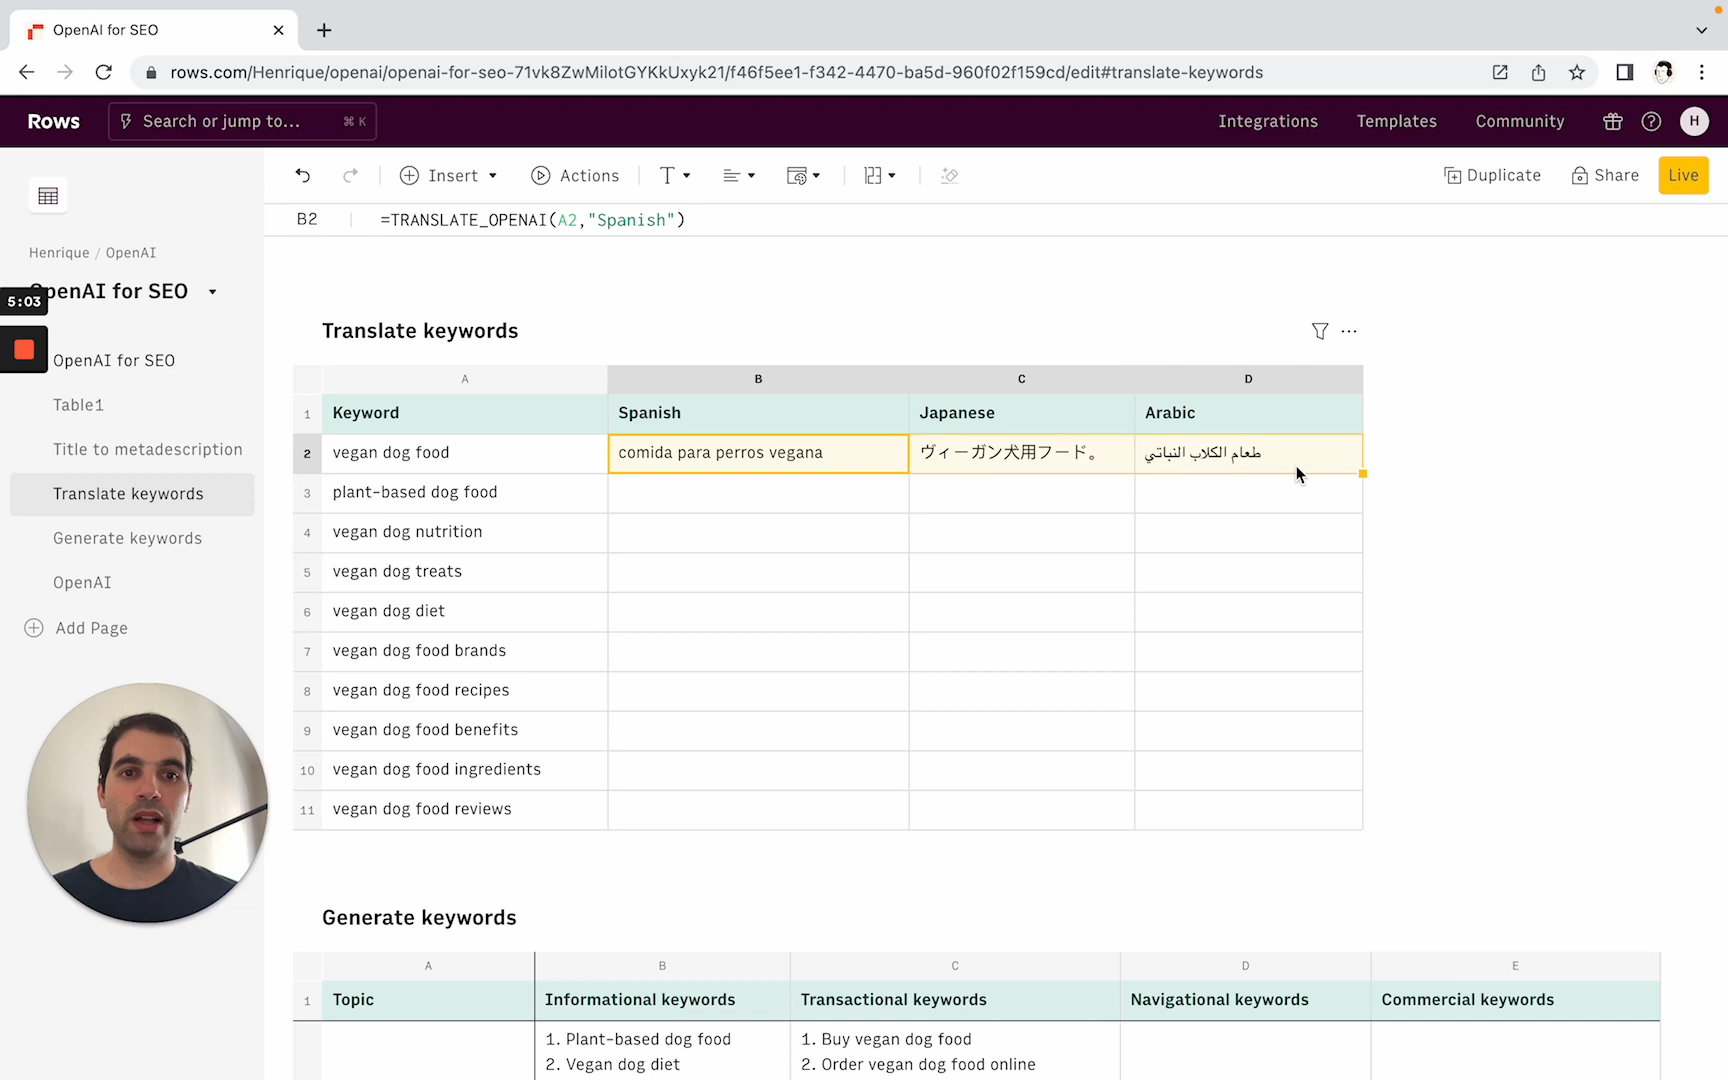 OpenAI for SEO
rows.com/Henrique/openai/openai-for-seo-71vk8ZwMilotGYKkUxyk21/f46f5ee1-f342-4470-ba5d-960f02f159cd/edit#translate-keywords
Rows
Search or jump to... ⌘ K
Integrations
Templates
Community
H
Insert
Actions
Duplicate
Share
Live
B2
=TRANSLATE_OPENAI(A2,"Spanish")
Henrique / OpenAI
OpenAI for SEO
5:03
OpenAI for SEO
Table1
Title to metadescription
Translate keywords
Generate keywords
OpenAI
Add Page
Translate keywords
A B C D
1 Keyword Spanish Japanese Arabic
2 vegan dog food comida para perros vegana ヴィーガン犬用フード。 طعام الكلاب النباتي
3 plant-based dog food
4 vegan dog nutrition
5 vegan dog treats
6 vegan dog diet
7 vegan dog food brands
8 vegan dog food recipes
9 vegan dog food benefits
10 vegan dog food ingredients
11 vegan dog food reviews
Generate keywords
A B C D E
1 Topic Informational keywords Transactional keywords Navigational keywords Commercial keywords
1. Plant-based dog food 1. Buy vegan dog food
2. Vegan dog diet 2. Order vegan dog food online